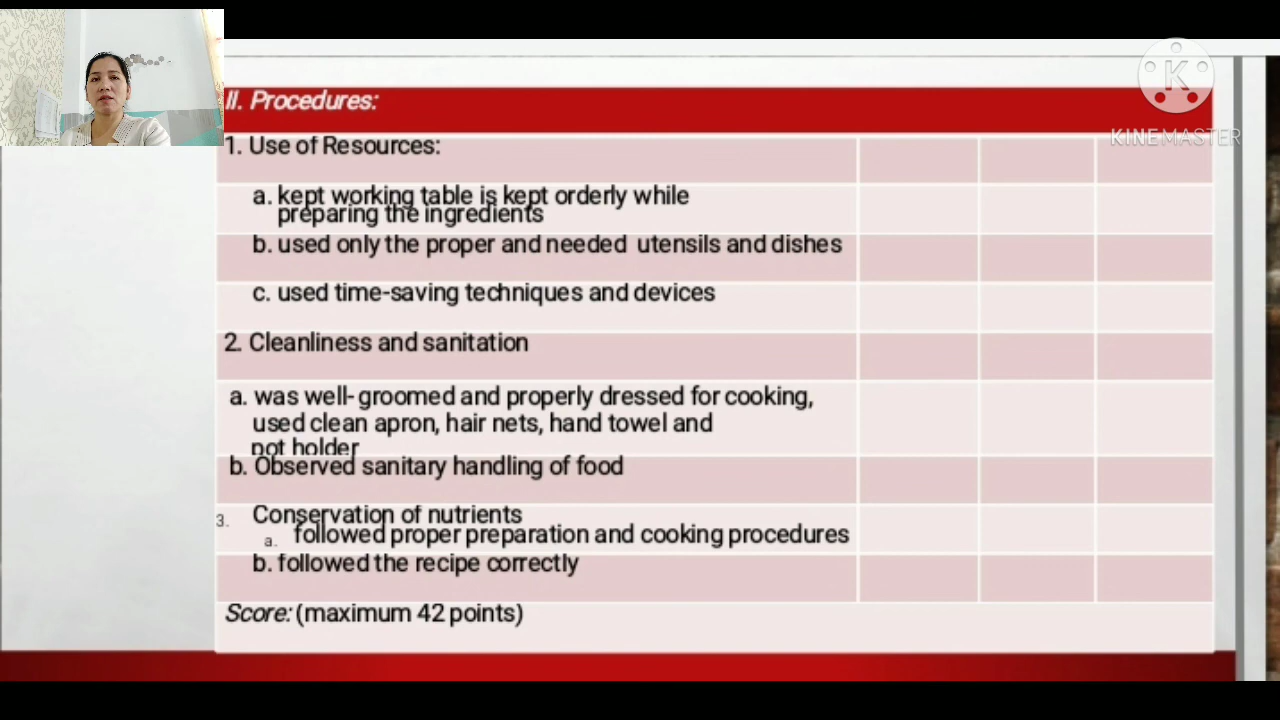 II. Procedures:
1. Use of Resources:
a. kept working table is kept orderly while
preparing the ingredients
b. used only the proper and needed utensils and dishes
c. used time-saving techniques and devices
2. Cleanliness and sanitation
a. was well- groomed and properly dressed for cooking,
used clean apron, hair nets, hand towel and
pot holder
b. Observed sanitary handling of food
3. Conservation of nutrients
a. followed proper preparation and cooking procedures
b. followed the recipe correctly
Score: (maximum 42 points)
K
KINEMASTER